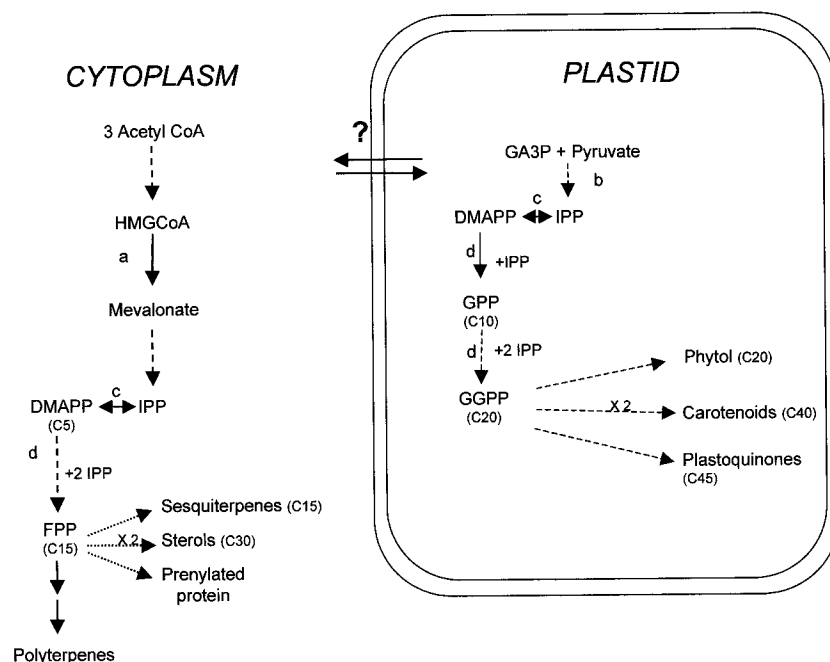 CYTOPLASM
3 Acetyl CoA
HMGCoA
a
Mevalonate
c
DMAPP
IPP
(C5)
d
+2 IPP
FPP
(C15)
Sesquiterpenes (C15)
X 2
Sterols (C30)
Prenylated
protein
Polyterpenes
?
PLASTID
GA3P + Pyruvate
b
c
DMAPP
IPP
d
+IPP
GPP
(C10)
d
+2 IPP
GGPP
(C20)
Phytol (C20)
X 2
Carotenoids (C40)
Plastoquinones
(C45)